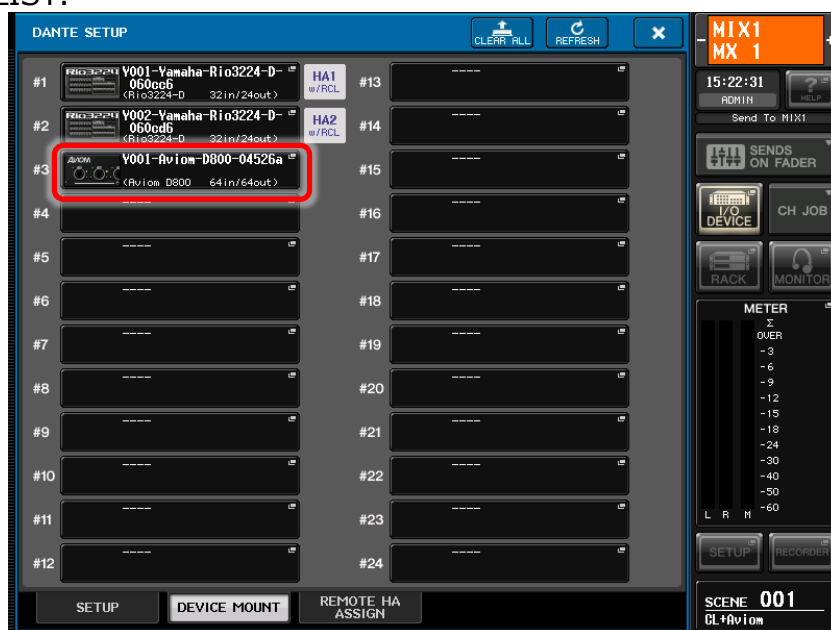 LIST:
DANTE SETUP
CLEAR ALL
REFRESH
#1
Rio3224
Y001-Yamaha-Rio3224-D-
060cc6
(Rio3224-D 32in/24out)
HA1
w/RCL
#2
Rio3224
Y002-Yamaha-Rio3224-D-
060cd6
(Rio3224-D 32in/24out)
HA2
w/RCL
#3
AVIOM
Y001-Aviom-D800-04526a
(Aviom D800 64in/64out)
#4
----
#5
----
#6
----
#7
----
#8
----
#9
----
#10
----
#11
----
#12
----
#13
----
#14
----
#15
----
#16
----
#17
----
#18
----
#19
----
#20
----
#21
----
#22
----
#23
----
#24
----
SETUP
DEVICE MOUNT
REMOTE HA
ASSIGN
- MIX1 +
MX 1
15:22:31
ADMIN
?
HELP
Send To MIX1
SENDS
ON FADER
I/O
DEVICE
CH JOB
RACK
MONITOR
METER
Σ
OVER
-3
-6
-9
-12
-15
-18
-24
-30
-40
-50
-60
L R M
SETUP
RECORDER
SCENE 001
CL+Aviom